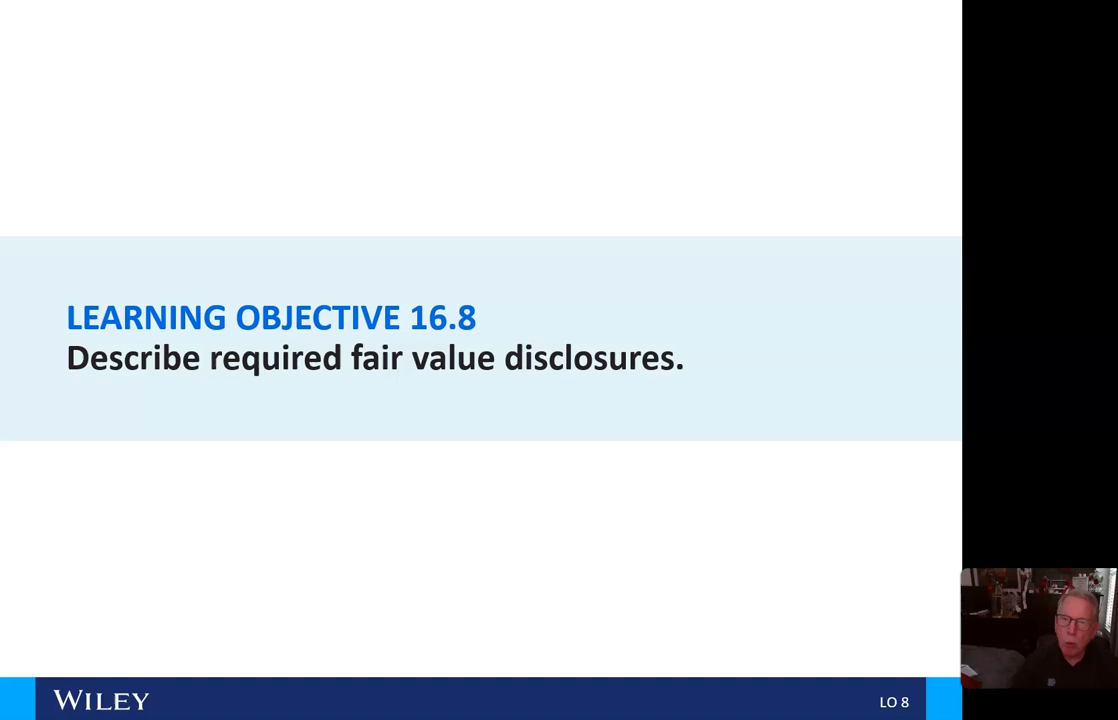 LEARNING OBJECTIVE 16.8
Describe required fair value disclosures.
WILEY
LO 8